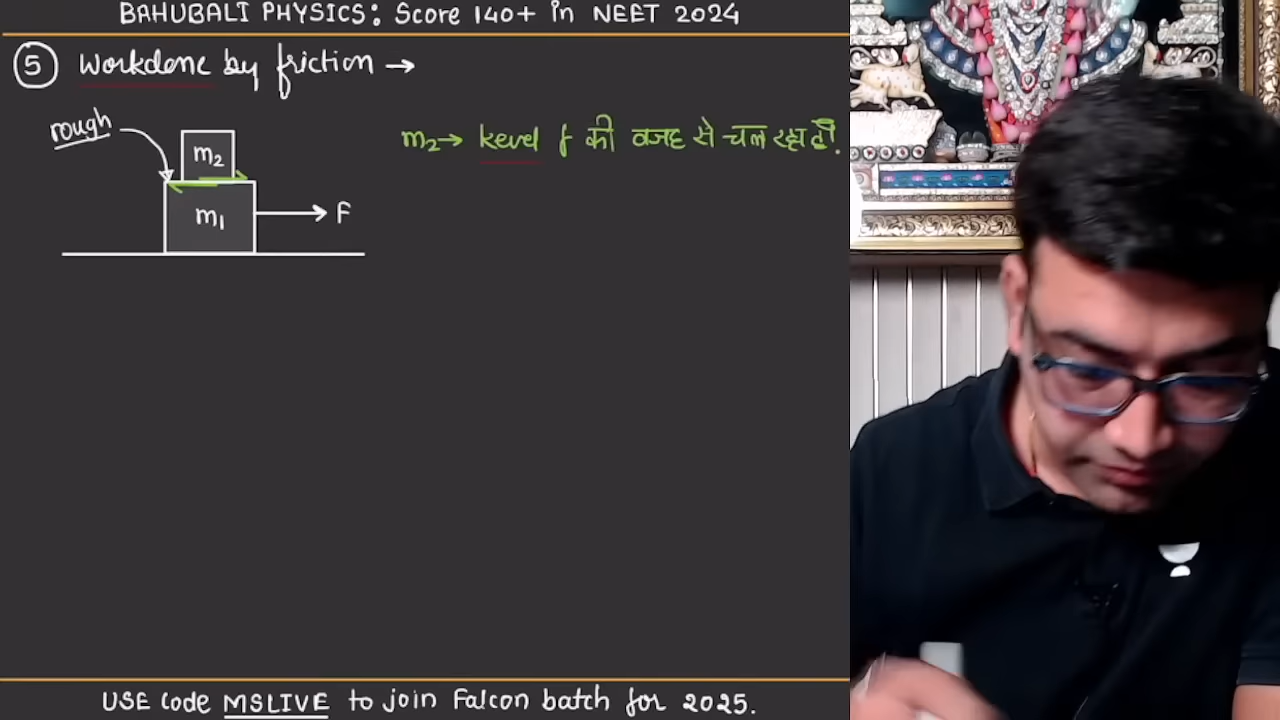 BAHUBALI PHYSICS: Score 140+ in NEET 2024
5 Workdone by friction →
rough
m₂→ keval f की वजह से चल रहा है.
m₂
m₁
F
USE Code MSLIVE to join Falcon batch for 2025.